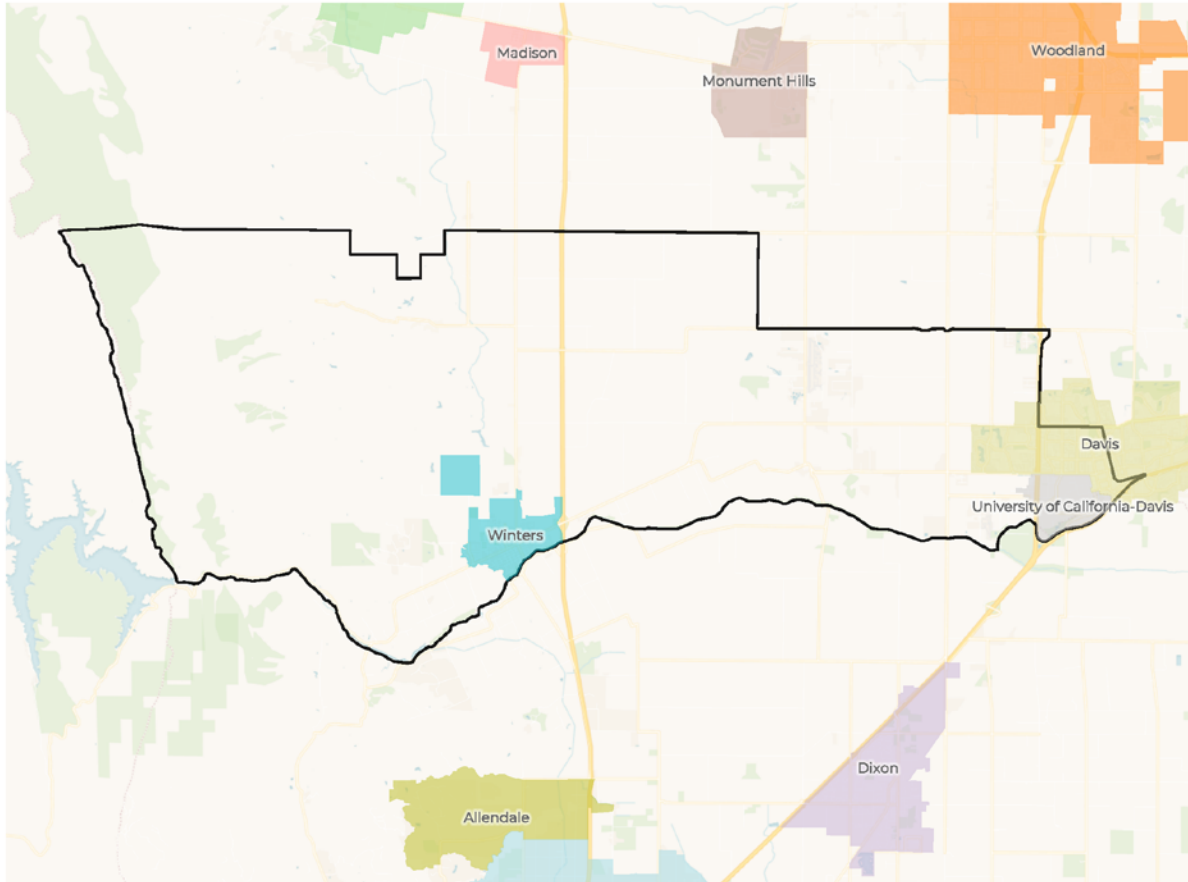 Madison
Woodland
Monument Hills
Davis
University of California-Davis
Winters
Dixon
Allendale